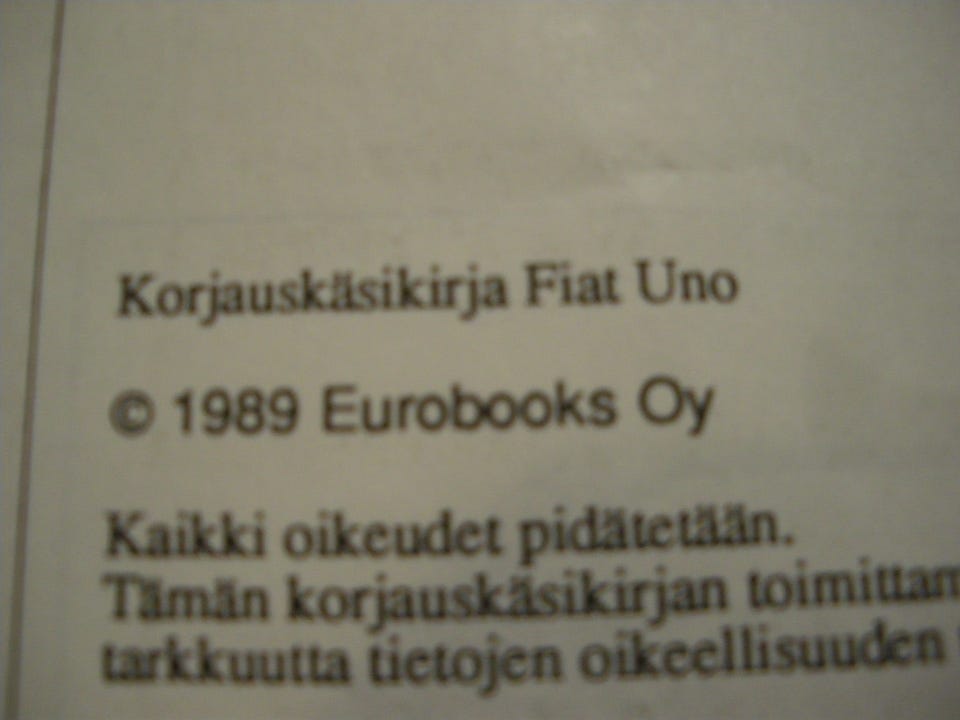 Korjauskäsikirja Fiat Uno
© 1989 Eurobooks Oy
Kaikki oikeudet pidätetään.
Tämän korjauskäsikirjan
tarkkuutta tietojen oikeellisuuden